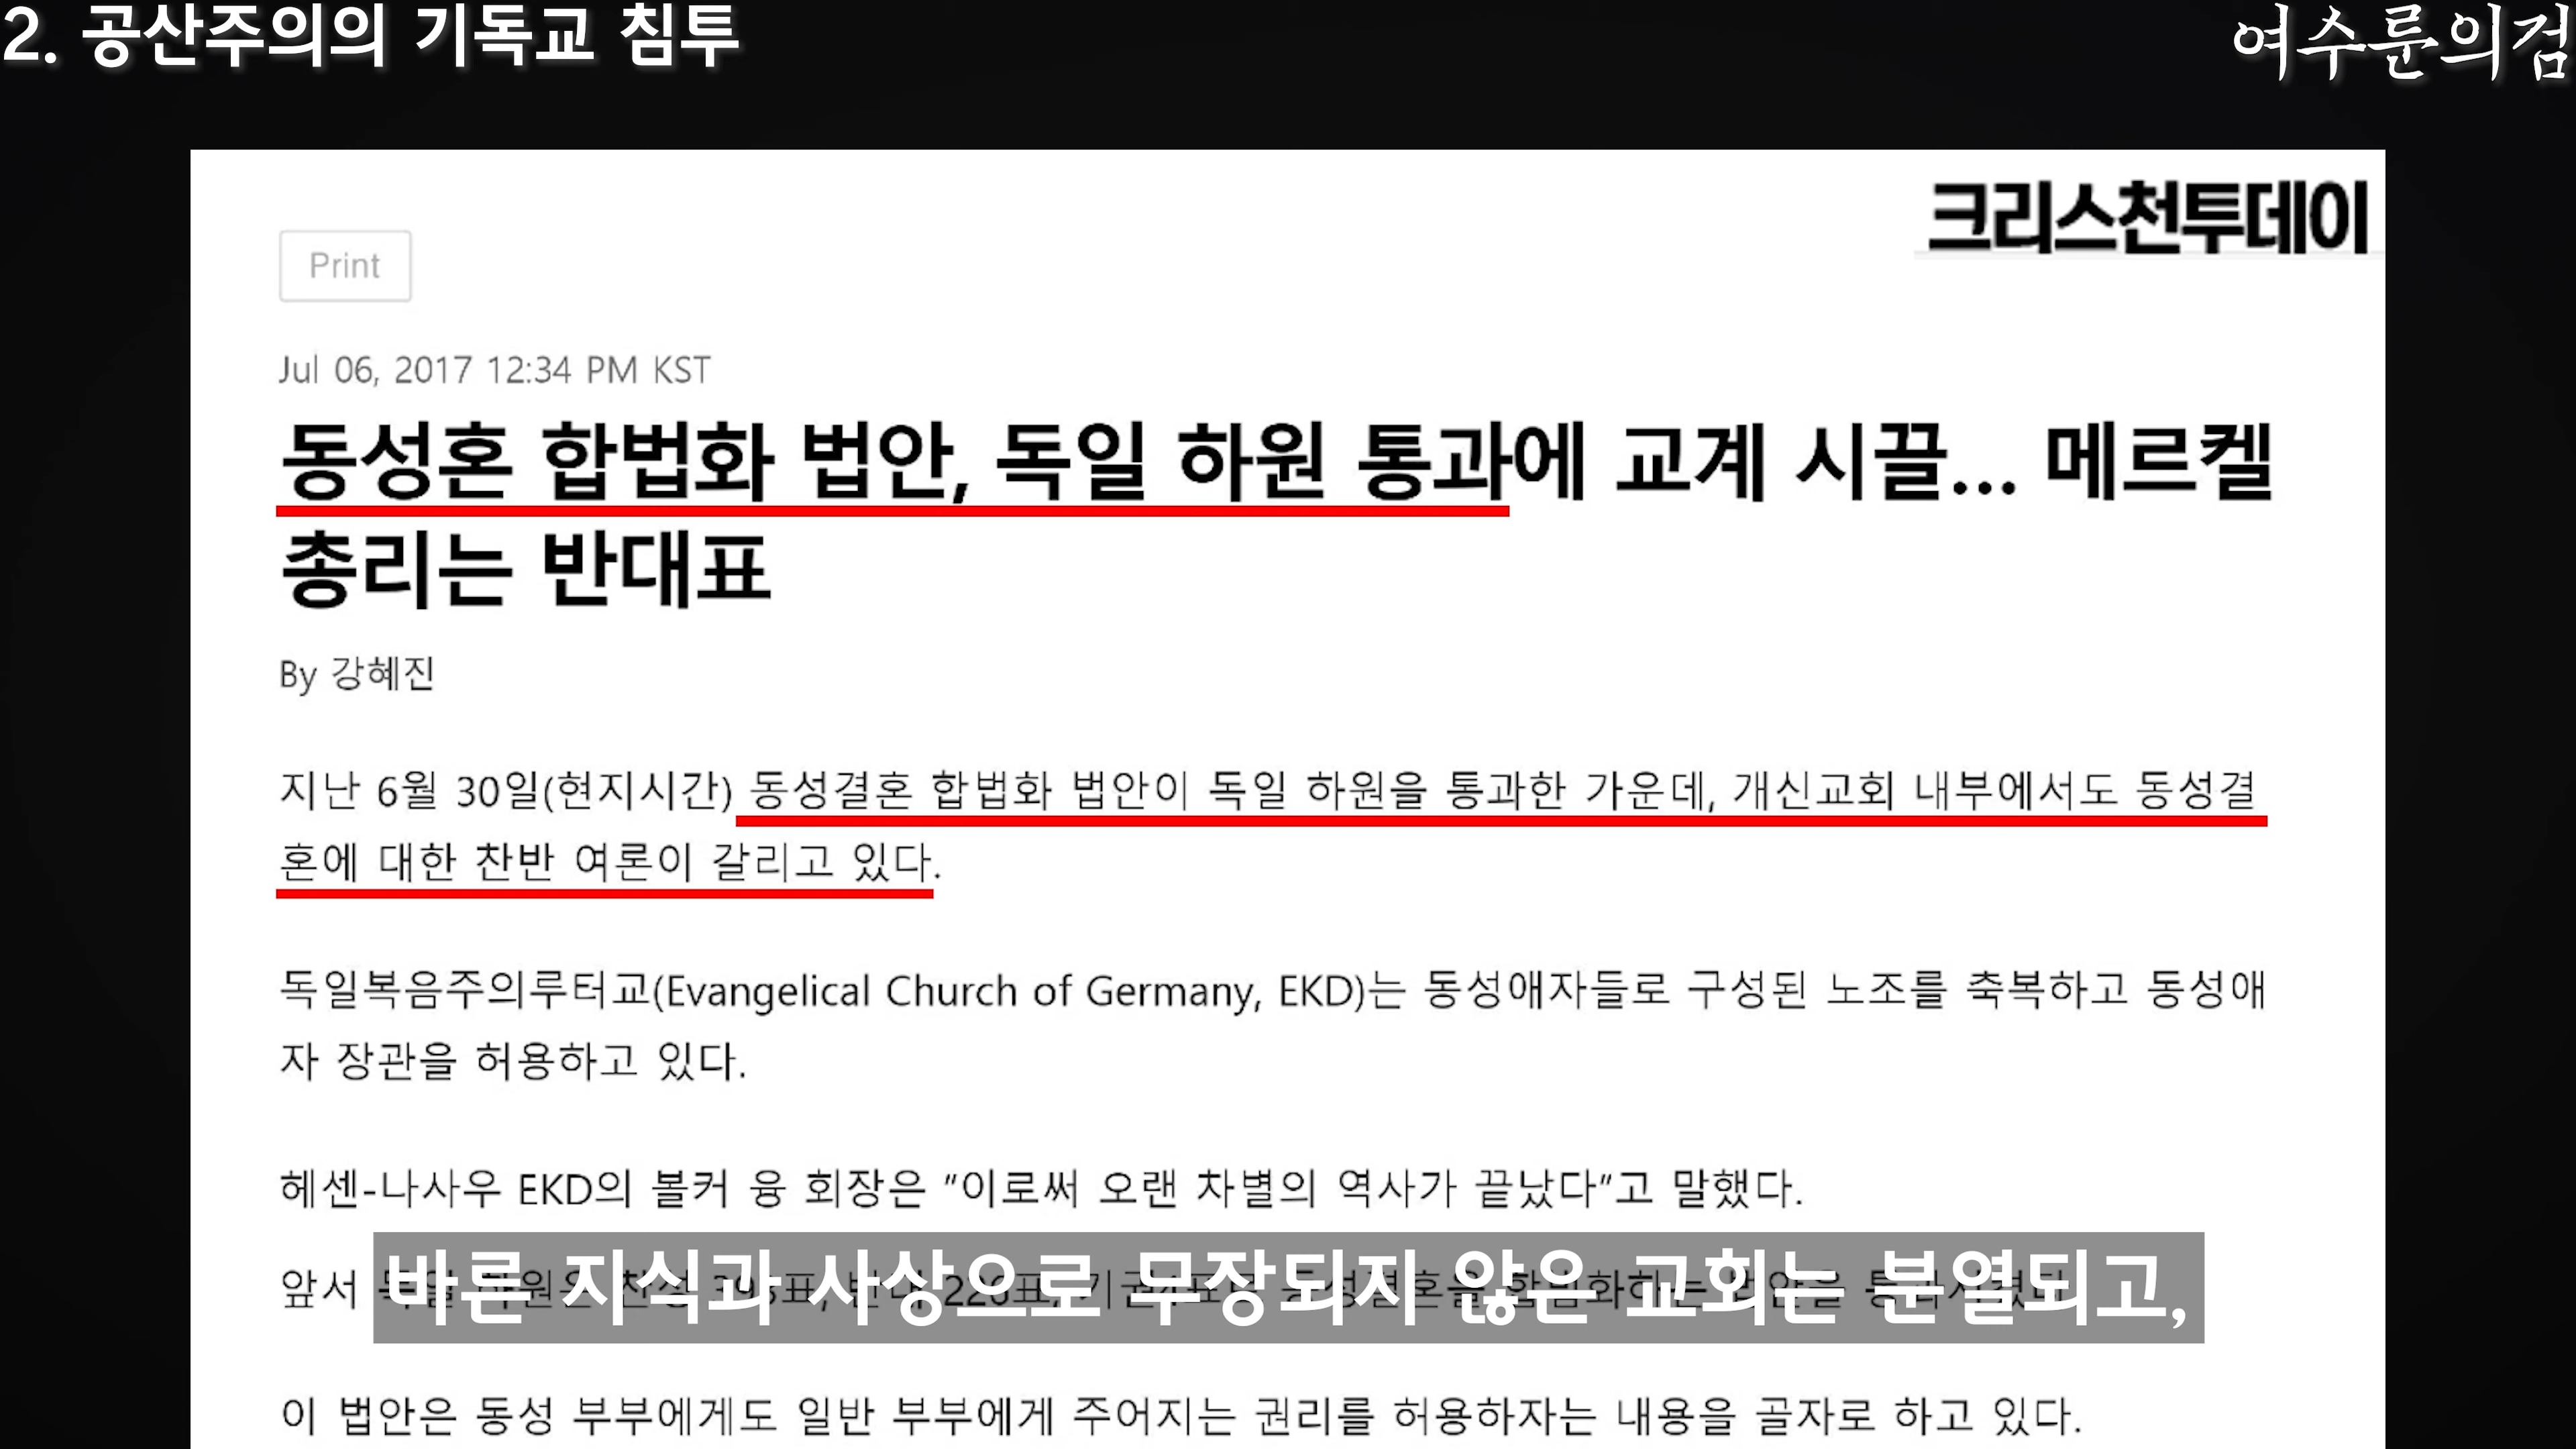 2. 공산주의의 기독교 침투
여수룬의검
크리스천투데이
Print
Jul 06, 2017 12:34 PM KST
동성혼 합법화 법안, 독일 하원 통과에 교계 시끌... 메르켈
총리는 반대표
By 강혜진
지난 6월 30일(현지시간) 동성결혼 합법화 법안이 독일 하원을 통과한 가운데, 개신교회 내부에서도 동성결
혼에 대한 찬반 여론이 갈리고 있다.
독일복음주의루터교(Evangelical Church of Germany, EKD)는 동성애자들로 구성된 노조를 축복하고 동성애
자 장관을 허용하고 있다.
헤센-나사우 EKD의 볼커 융 회장은 "이로써 오랜 차별의 역사가 끝났다"고 말했다.
앞서
바른 지식과 사상으로 무장되지 않은 교회는 분열되고,
이 법안은 동성 부부에게도 일반 부부에게 주어지는 권리를 허용하자는 내용을 골자로 하고 있다.